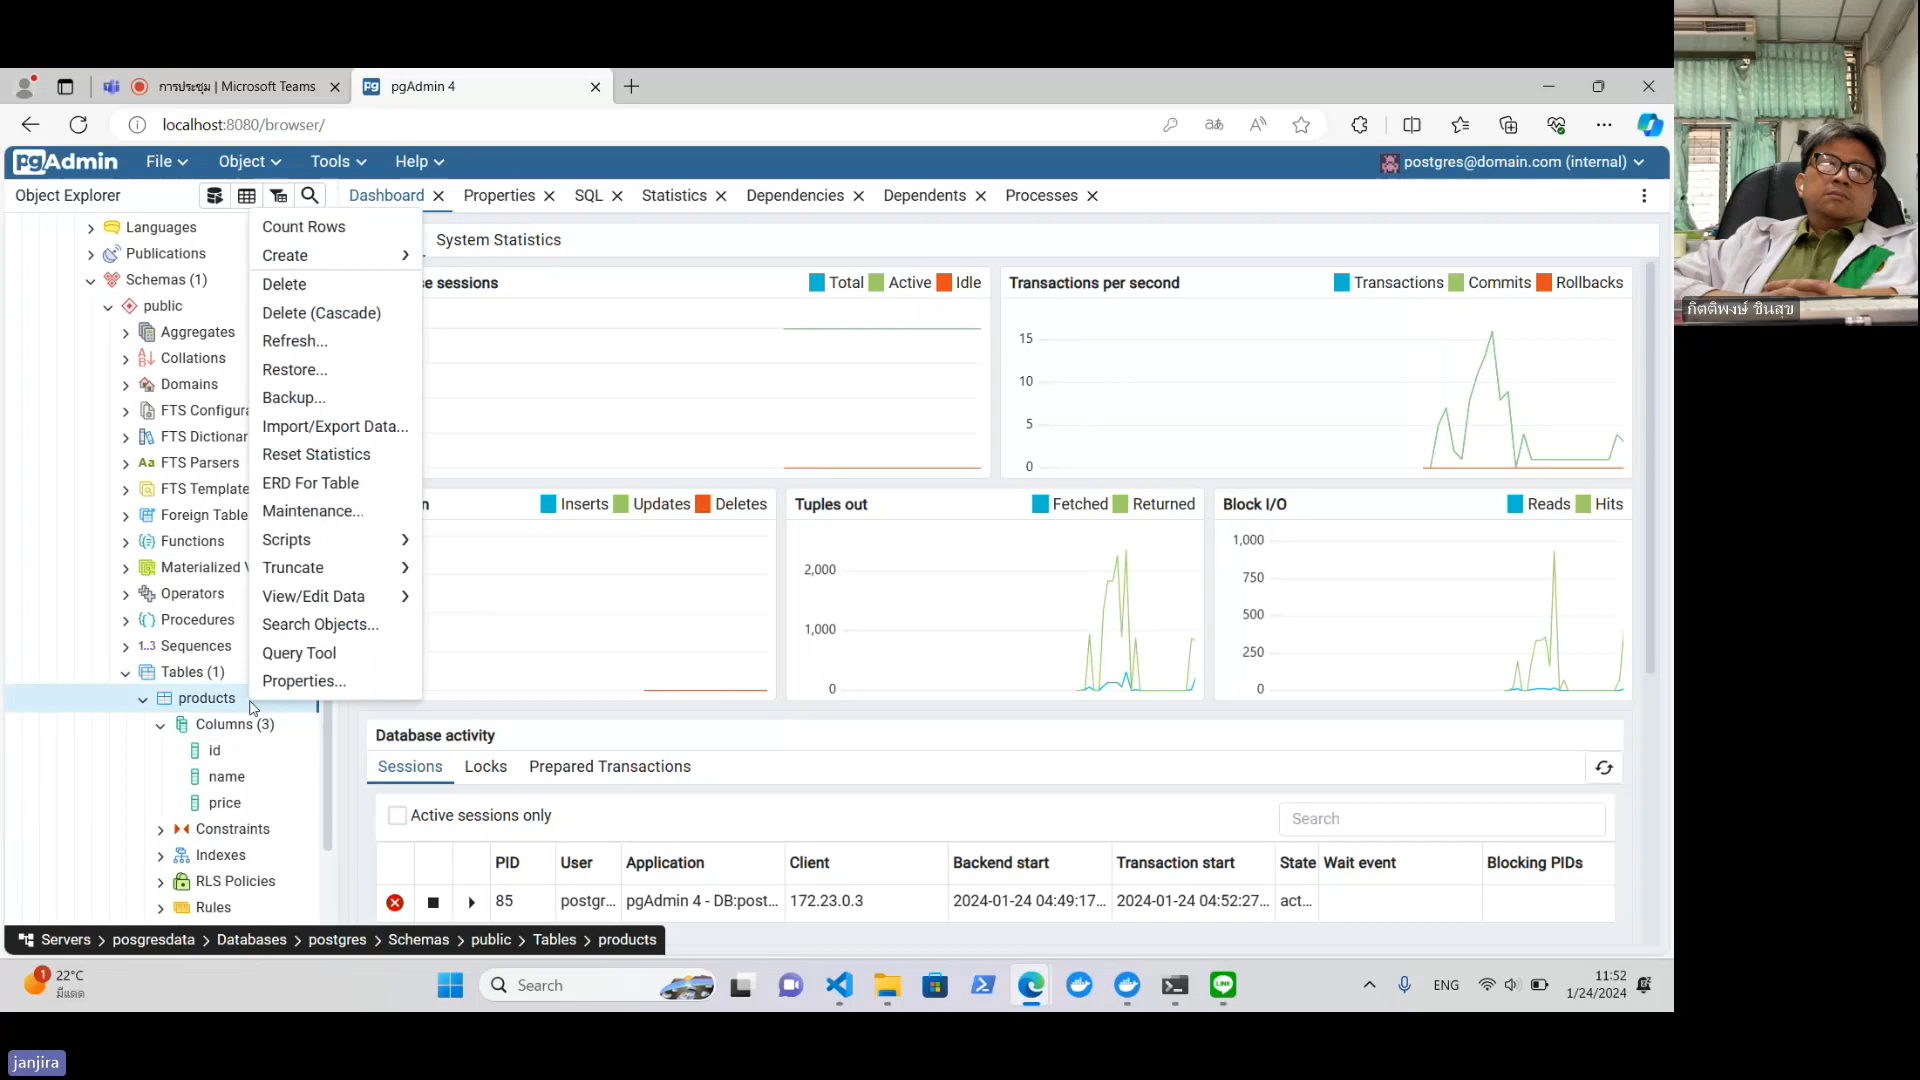 การประชุม | Microsoft Teams
pgAdmin 4
localhost:8080/browser/
pgAdmin File Object Tools Help postgres@domain.com (internal)
Object Explorer Dashboard Properties SQL Statistics Dependencies Dependents Processes
Languages
Publications
Schemas (1)
public
Aggregates
Collations
Domains
FTS Configura
FTS Dictionar
FTS Parsers
FTS Template
Foreign Table
Functions
Materialized V
Operators
Procedures
1..3 Sequences
Tables (1)
products
Columns (3)
id
name
price
Constraints
Indexes
RLS Policies
Rules
Count Rows
Create
Delete
Delete (Cascade)
Refresh...
Restore...
Backup...
Import/Export Data...
Reset Statistics
ERD For Table
Maintenance...
Scripts
Truncate
View/Edit Data
Search Objects...
Query Tool
Properties...
System Statistics
e sessions Total Active Idle
Transactions per second Transactions Commits Rollbacks
15
10
5
0
n Inserts Updates Deletes
Tuples out Fetched Returned
2,000
1,000
0
Block I/O Reads Hits
1,000
750
500
250
0
Database activity
Sessions Locks Prepared Transactions
Active sessions only Search
PID User Application Client Backend start Transaction start State Wait event Blocking PIDs
85 postgr... pgAdmin 4 - DB:post... 172.23.0.3 2024-01-24 04:49:17... 2024-01-24 04:52:27... act...
Servers posgresdata Databases postgres Schemas public Tables products
1 22°C
มีแดด
Search
ENG
11:52
1/24/2024
janjira
กิตติพงษ์ ชินสุข